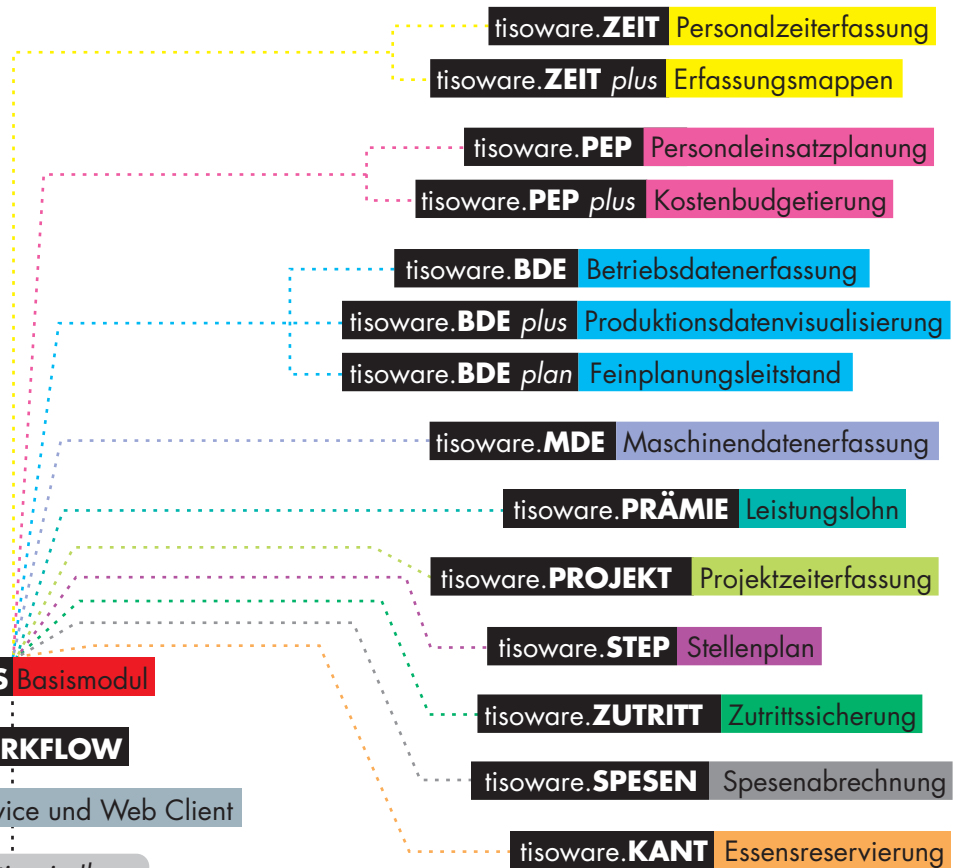 tisoware.ZEIT Personalzeiterfassung
tisoware.ZEIT plus Erfassungsmappen
tisoware.PEP Personaleinsatzplanung
tisoware.PEP plus Kostenbudgetierung
tisoware.BDE Betriebsdatenerfassung
tisoware.BDE plus Produktionsdatenvisualisierung
tisoware.BDE plan Feinplanungsleitstand
tisoware.MDE Maschinendatenerfassung
tisoware.PRÄMIE Leistungslohn
tisoware.PROJEKT Projektzeiterfassung
tisoware.STEP Stellenplan
S Basismodul
tisoware.ZUTRITT Zutrittssicherung
RKFLOW
tisoware.SPESEN Spesenabrechnung
vice und Web Client
tisoware.KANT Essensreservierung